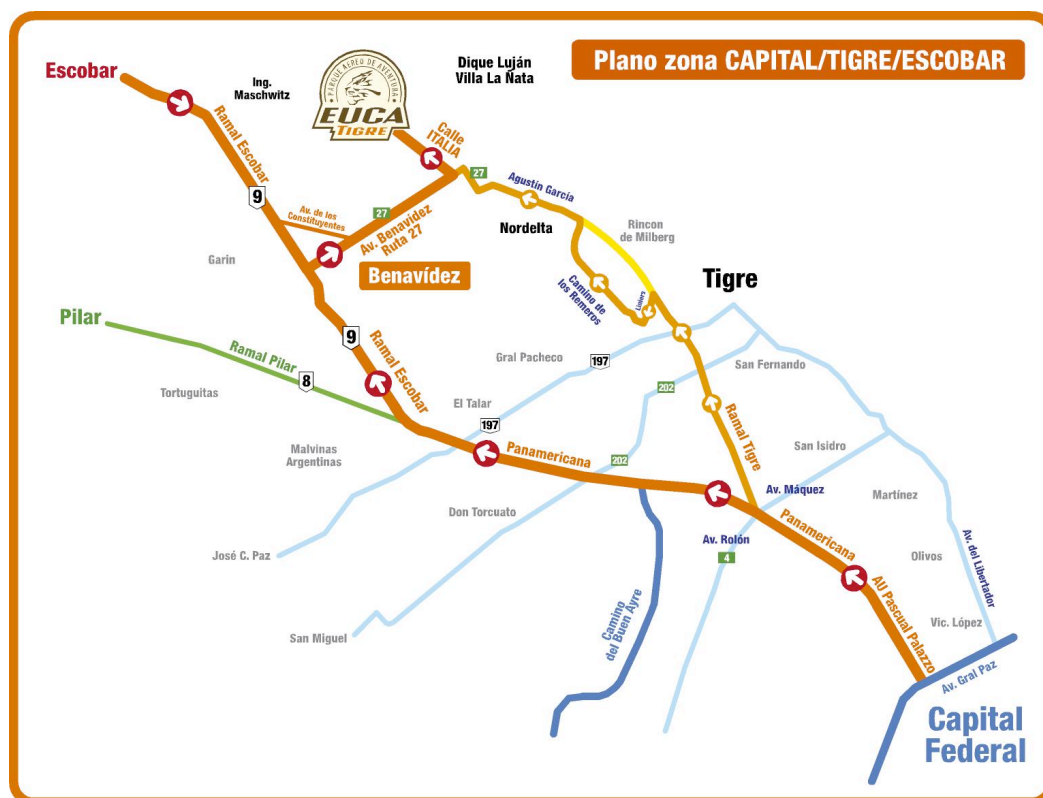 Plano zona CAPITAL/TIGRE/ESCOBAR
Escobar
Ing.
Maschwitz
PARQUE AEREO DE AVENTURA
EUCA
TIGRE
Dique Luján
Villa La Ñata
Calle
ITALIA
Ramal Escobar
9
27
Agustín García
Av. de los
Constituyentes
27
Av. Benavidez
Ruta 27
Nordelta
Rincon
de Milberg
Garin
Benavídez
Camino de
los Remeros
Liniers
Tigre
Pilar
Ramal Pilar
8
9
Ramal Escobar
Gral Pacheco
197
San Fernando
202
Tortuguitas
El Talar
197
Ramal Tigre
Malvinas
Argentinas
Panamericana
202
San Isidro
Av. Máquez
Martínez
Don Torcuato
Panamericana
José C. Paz
Av. Rolón
4
Olivos
Av. del Libertador
AU Pascual Palazzo
San Miguel
Camino
del Buen Ayre
Vic. López
Av. Gral Paz
Capital
Federal